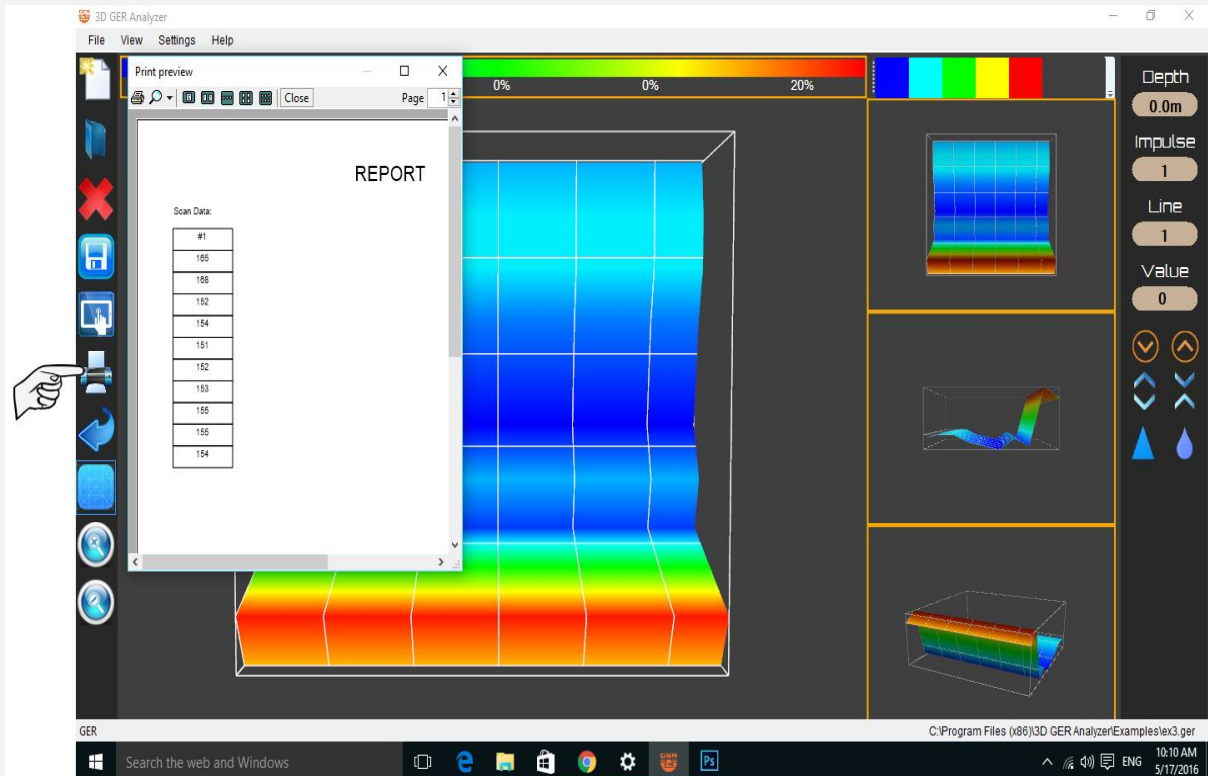 3D GER Analyzer
File View Settings Help
Print preview
Close
Page 1
REPORT
Scan Data:
#1
165
168
152
154
151
152
153
155
155
154
0% 0% 20%
Depth
0.0m
Impulse
1
Line
1
Value
0
GER
C:\Program Files (x86)\3D GER Analyzer\Examples\ex3.ger
Search the web and Windows
GER
Ps
ENG
10:10 AM
5/17/2016